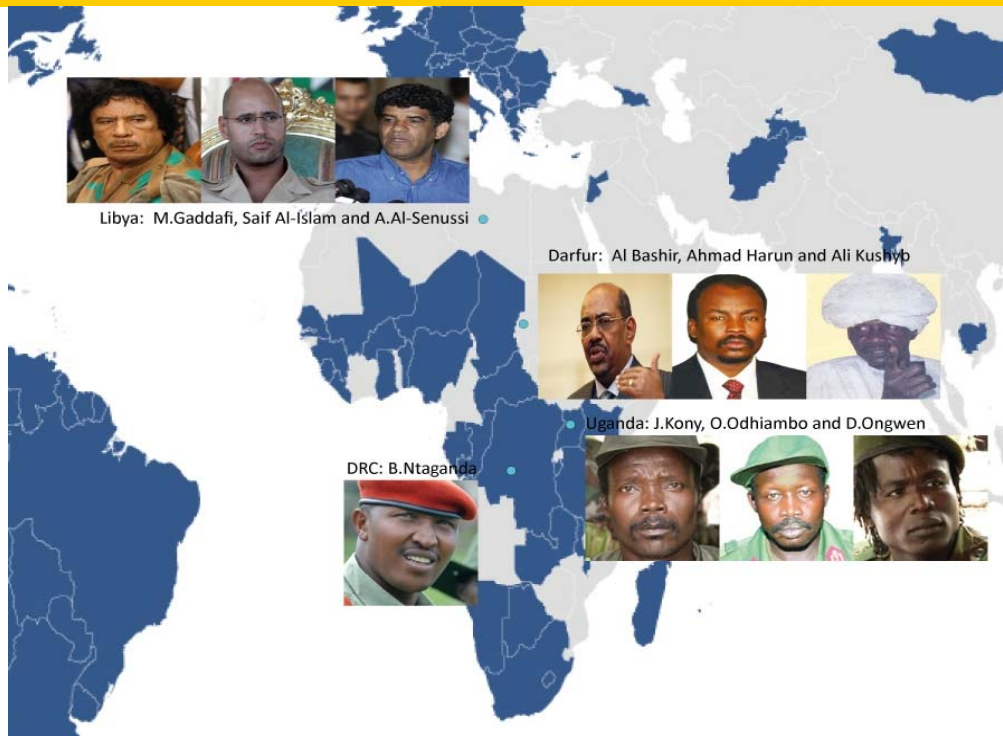 Libya:  M.Gaddafi, Saif Al-Islam and A.Al-Senussi
Darfur:  Al Bashir, Ahmad Harun and Ali Kushyb
Uganda: J.Kony, O.Odhiambo and D.Ongwen
DRC: B.Ntaganda